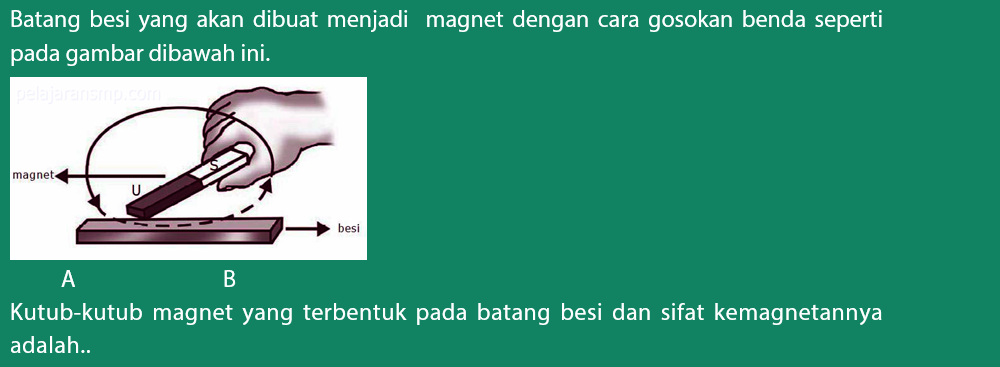 Batang besi yang akan dibuat menjadi magnet dengan cara gosokan benda seperti
pada gambar dibawah ini.
pelajaransmp.com
S
magnet
U
besi
A B
Kutub-kutub magnet yang terbentuk pada batang besi dan sifat kemagnetannya
adalah..